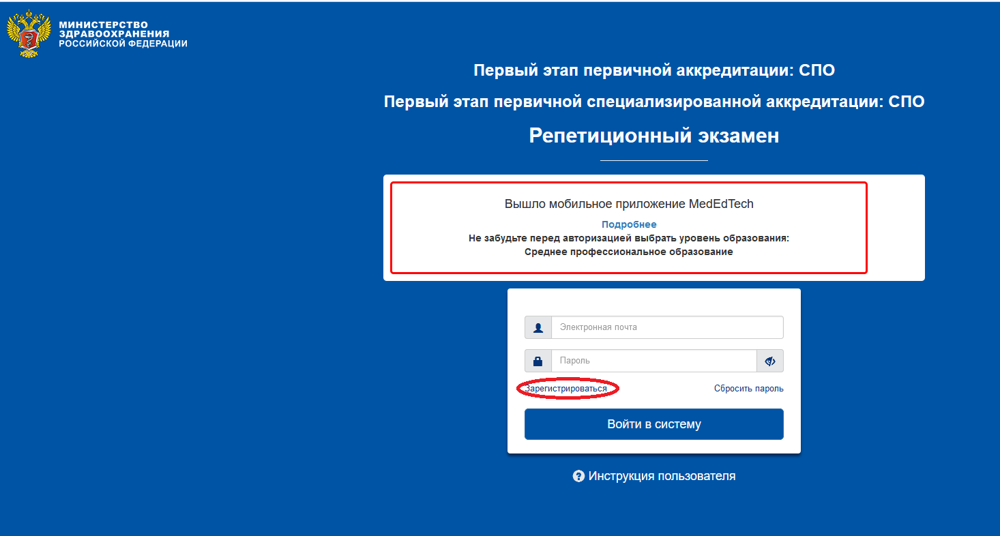 МИНИСТЕРСТВО
ЗДРАВООХРАНЕНИЯ
РОССИЙСКОЙ ФЕДЕРАЦИИ
Первый этап первичной аккредитации: СПО
Первый этап первичной специализированной аккредитации: СПО
Репетиционный экзамен
Вышло мобильное приложение MedEdTech
Подробнее
Не забудьте перед авторизацией выбрать уровень образования:
Среднее профессиональное образование
Электронная почта
Пароль
Зарегистрироваться
Сбросить пароль
Войти в систему
? Инструкция пользователя